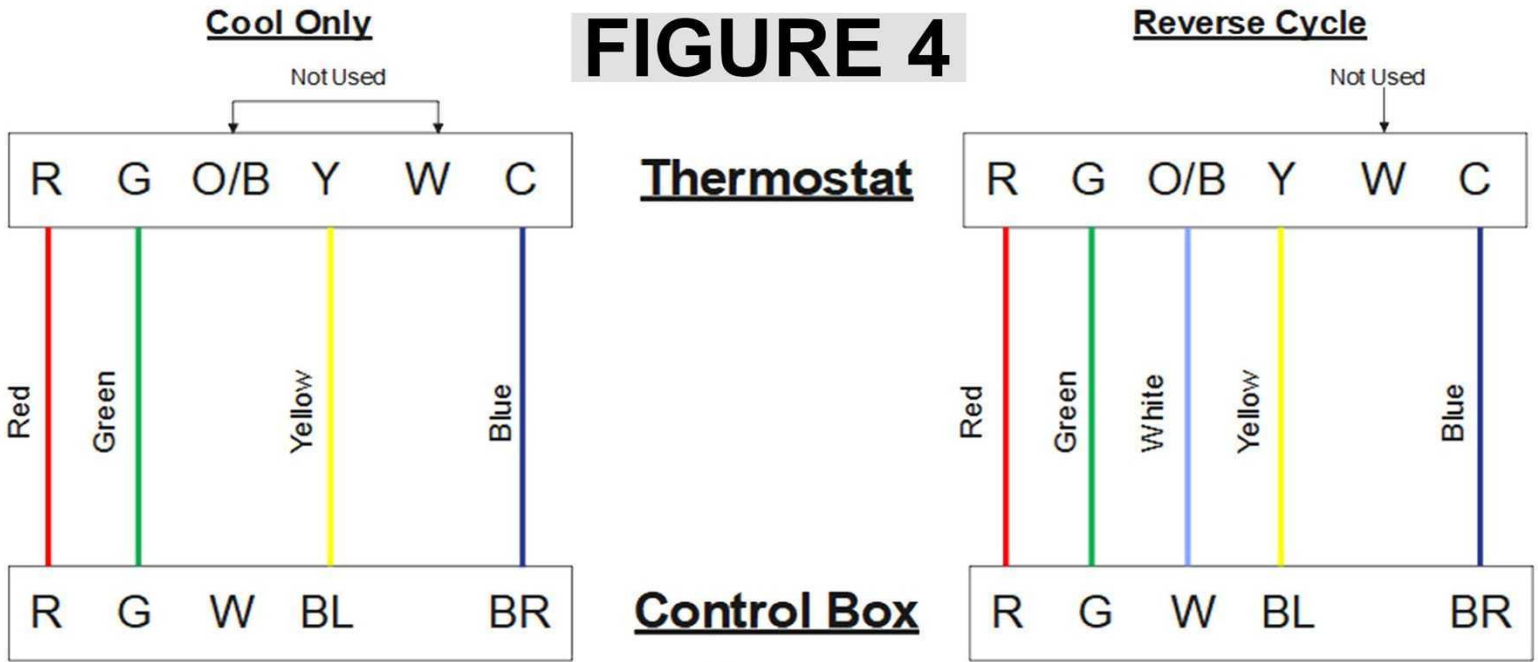 Cool Only
FIGURE 4
Reverse Cycle
Not Used
Not Used
R G O/B Y W C
Thermostat
R G O/B Y W C
Red
Green
Yellow
Blue
Red
Green
White
Yellow
Blue
R G W BL BR
Control Box
R G W BL BR